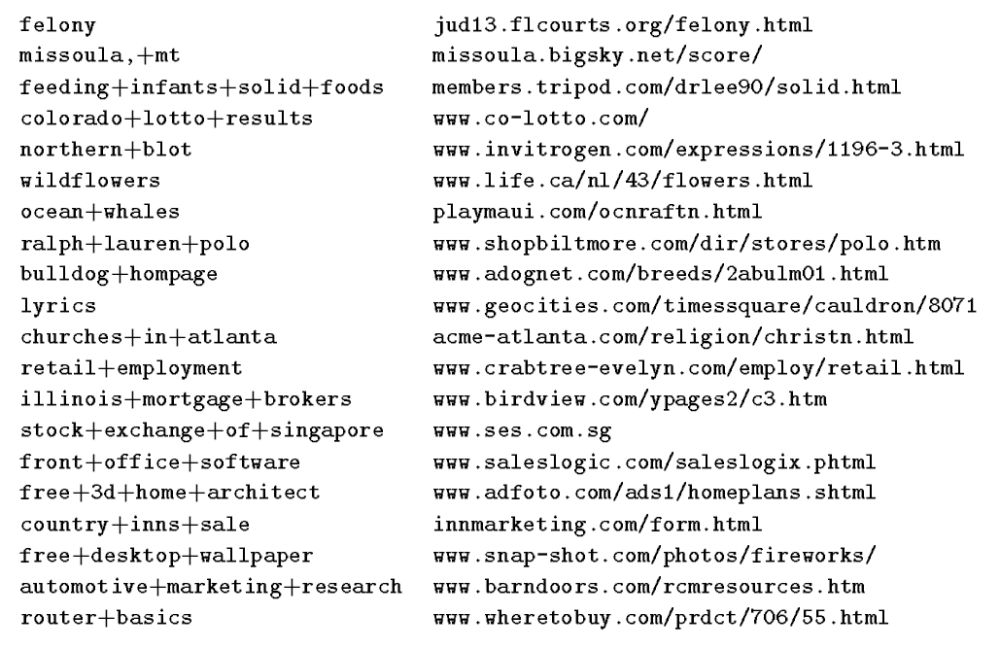 felony jud13.flcourts.org/felony.html
missoula,+mt missoula.bigsky.net/score/
feeding+infants+solid+foods members.tripod.com/drlee90/solid.html
colorado+lotto+results www.co-lotto.com/
northern+blot www.invitrogen.com/expressions/1196-3.html
wildflowers www.life.ca/nl/43/flowers.html
ocean+whales playmaui.com/ocnraftn.html
ralph+lauren+polo www.shopbiltmore.com/dir/stores/polo.htm
bulldog+hompage www.adognet.com/breeds/2abulm01.html
lyrics www.geocities.com/timessquare/cauldron/8071
churches+in+atlanta acme-atlanta.com/religion/christn.html
retail+employment www.crabtree-evelyn.com/employ/retail.html
illinois+mortgage+brokers www.birdview.com/ypages2/c3.htm
stock+exchange+of+singapore www.ses.com.sg
front+office+software www.saleslogic.com/saleslogix.phtml
free+3d+home+architect www.adfoto.com/ads1/homeplans.shtml
country+inns+sale innmarketing.com/form.html
free+desktop+wallpaper www.snap-shot.com/photos/fireworks/
automotive+marketing+research www.barndoors.com/rcmresources.htm
router+basics www.wheretobuy.com/prdct/706/55.html